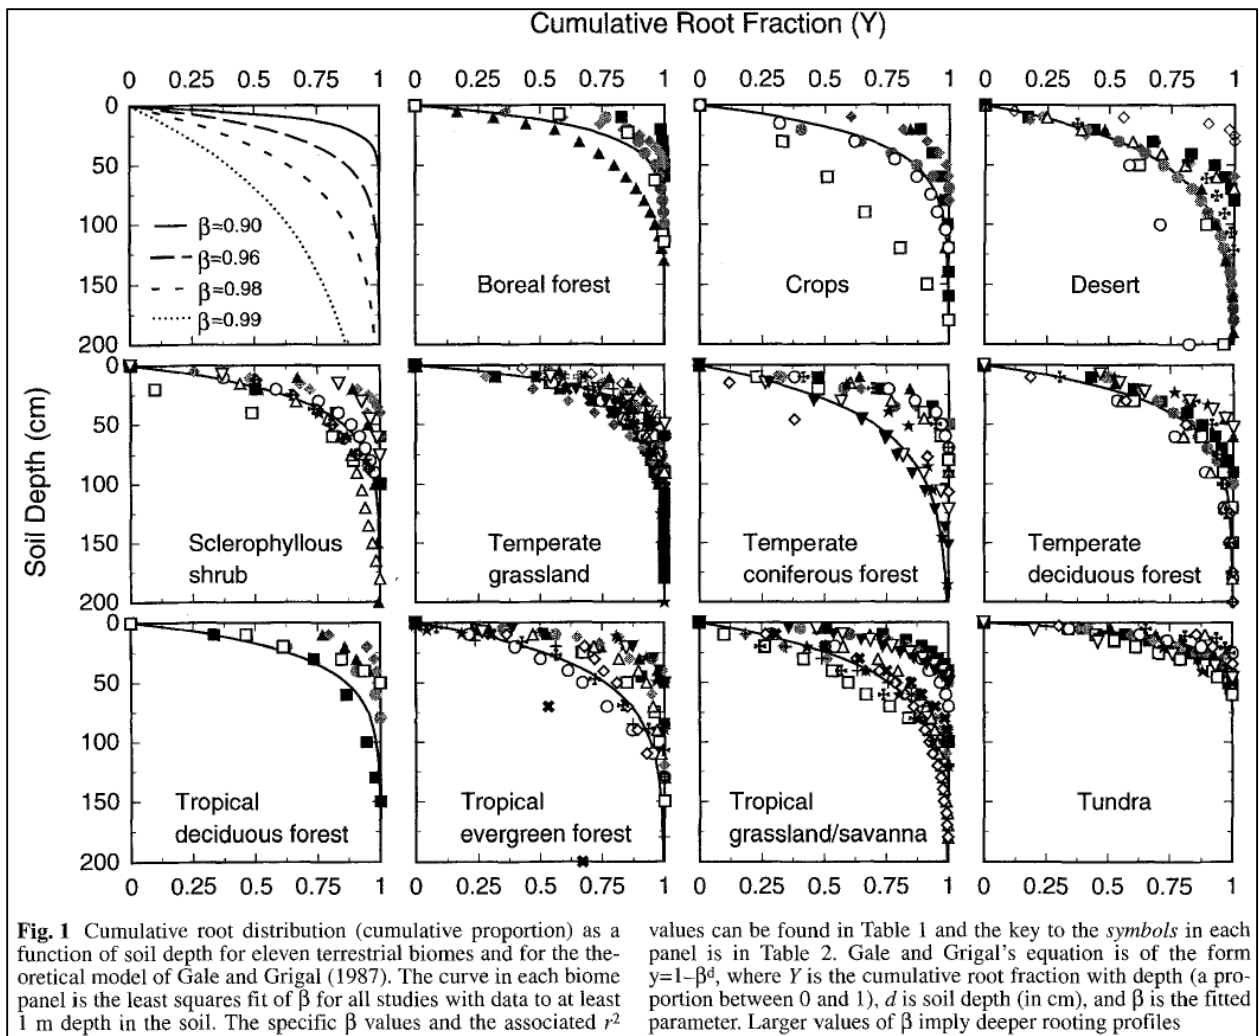 Cumulative Root Fraction (Y)
0 0.25 0.5 0.75 1 0 0.25 0.5 0.75 1 0 0.25 0.5 0.75 1 0 0.25 0.5 0.75 1
Soil Depth (cm)
0
50
100
150
200
β=0.90
β=0.96
β=0.98
β=0.99
Boreal forest
Crops
Desert
0
50
100
150
200
Sclerophyllous
shrub
Temperate
grassland
Temperate
coniferous forest
Temperate
deciduous forest
0
50
100
150
200
Tropical
deciduous forest
Tropical
evergreen forest
Tropical
grassland/savanna
Tundra
0 0.25 0.5 0.75 1 0 0.25 0.5 0.75 1 0 0.25 0.5 0.75 1 0 0.25 0.5 0.75 1
Fig. 1 Cumulative root distribution (cumulative proportion) as a
function of soil depth for eleven terrestrial biomes and for the the-
oretical model of Gale and Grigal (1987). The curve in each biome
panel is the least squares fit of β for all studies with data to at least
1 m depth in the soil. The specific β values and the associated r²
values can be found in Table 1 and the key to the symbols in each
panel is in Table 2. Gale and Grigal's equation is of the form
y=1–βᵈ, where Y is the cumulative root fraction with depth (a pro-
portion between 0 and 1), d is soil depth (in cm), and β is the fitted
parameter. Larger values of β imply deeper rooting profiles